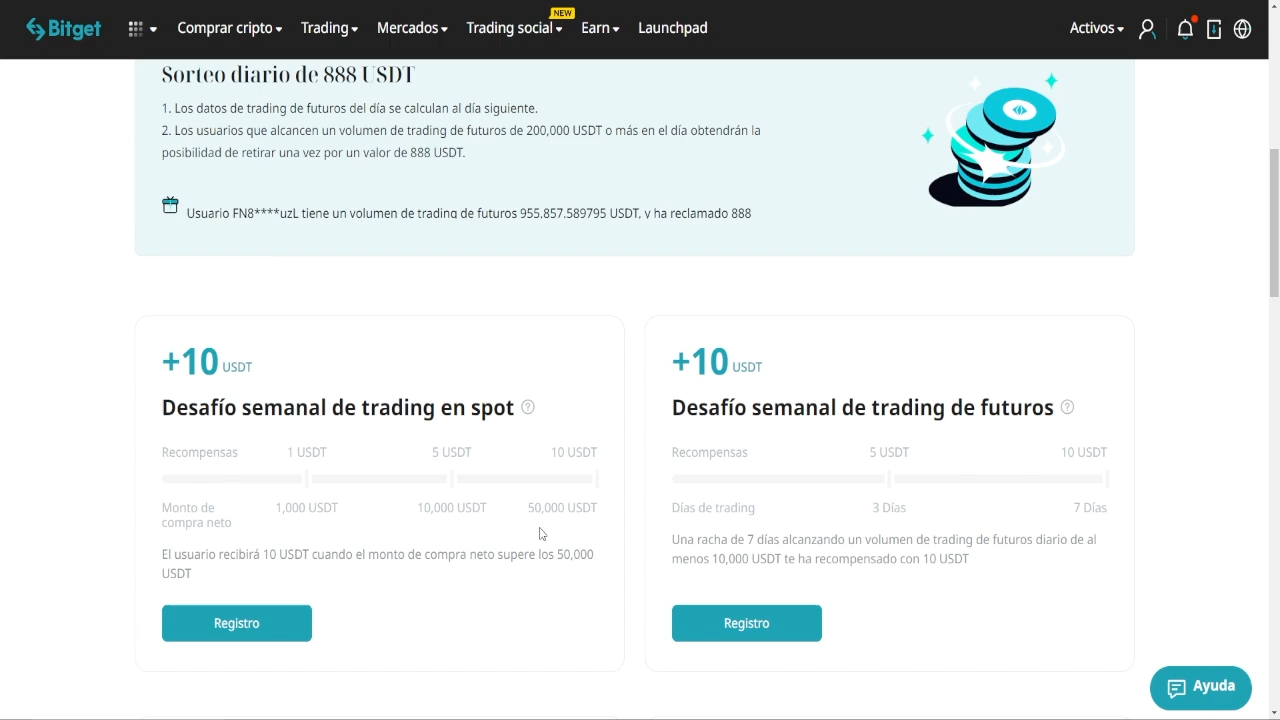 Bitget
Comprar cripto
Trading
Mercados
Trading social
NEW
Earn
Launchpad
Activos
Sorteo diario de 888 USDT
1. Los datos de trading de futuros del día se calculan al día siguiente.
2. Los usuarios que alcancen un volumen de trading de futuros de 200,000 USDT o más en el día obtendrán la
posibilidad de retirar una vez por un valor de 888 USDT.
Usuario FN8****uzL tiene un volumen de trading de futuros 955,857.589795 USDT, y ha reclamado 888
+10 USDT
Desafío semanal de trading en spot ?
Recompensas 1 USDT 5 USDT 10 USDT
Monto de
compra neto 1,000 USDT 10,000 USDT 50,000 USDT
El usuario recibirá 10 USDT cuando el monto de compra neto supere los 50,000
USDT
Registro
+10 USDT
Desafío semanal de trading de futuros ?
Recompensas 5 USDT 10 USDT
Días de trading 3 Días 7 Días
Una racha de 7 días alcanzando un volumen de trading de futuros diario de al
menos 10,000 USDT te ha recompensado con 10 USDT
Registro
Ayuda